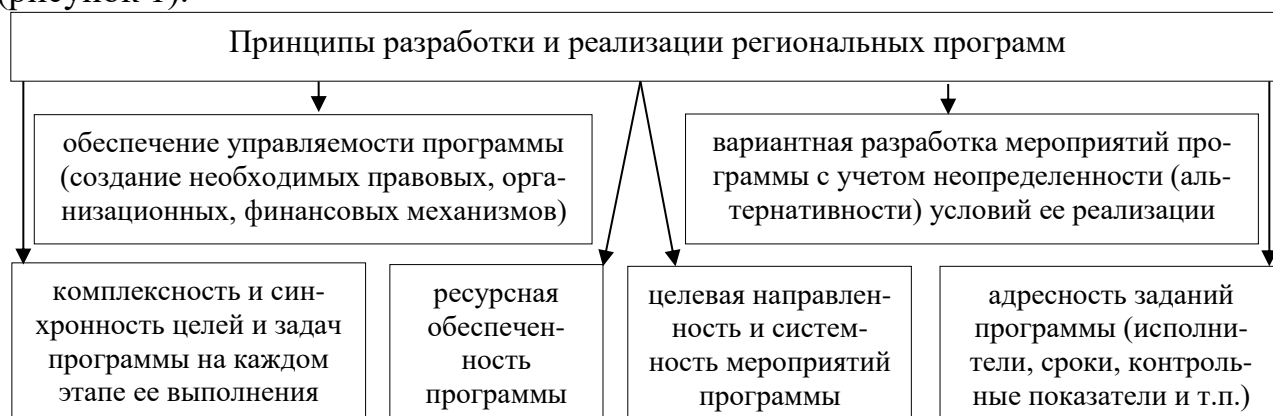 (рисунок 1).
Принципы разработки и реализации региональных программ
обеспечение управляемости программы
(создание необходимых правовых, орга-
низационных, финансовых механизмов)
вариантная разработка мероприятий про-
граммы с учетом неопределенности (аль-
тернативности) условий ее реализации
комплексность и син-
хронность целей и задач
программы на каждом
этапе ее выполнения
ресурсная
обеспечен-
ность
программы
целевая направлен-
ность и систем-
ность мероприятий
программы
адресность заданий
программы (исполни-
тели, сроки, контроль-
ные показатели и т.п.)